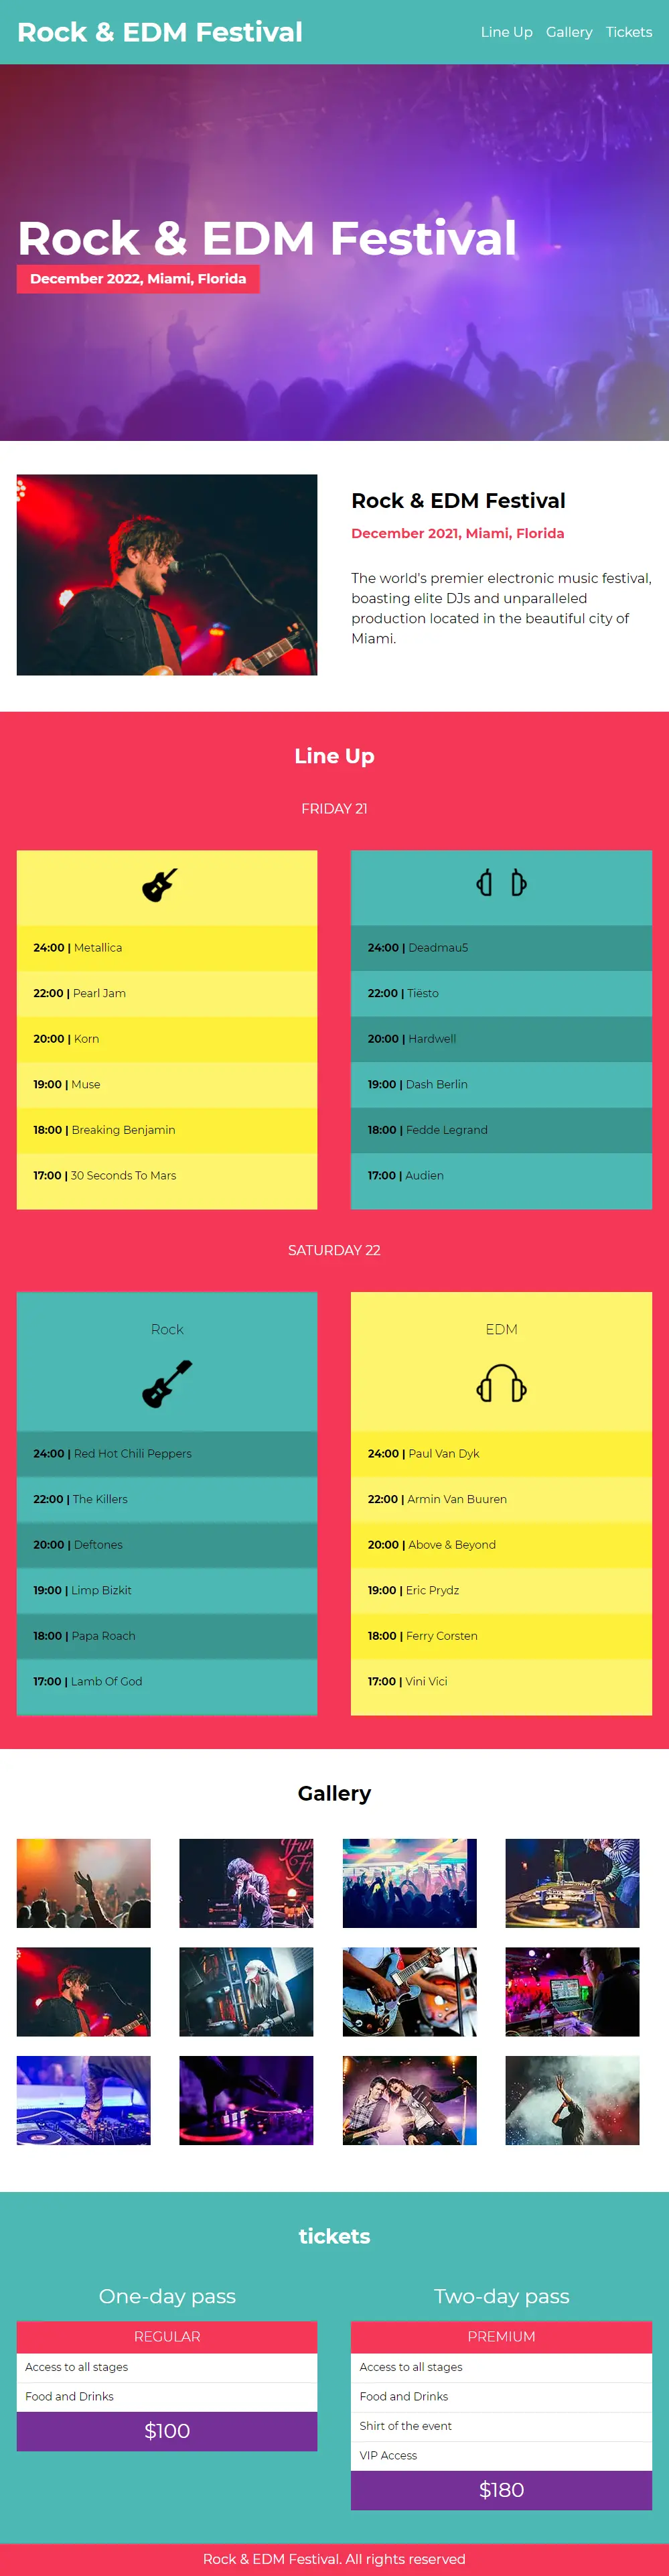 Rock & EDM Festival
Line Up Gallery Tickets
Rock & EDM Festival
December 2022, Miami, Florida
Rock & EDM Festival
December 2021, Miami, Florida
The world's premier electronic music festival,
boasting elite DJs and unparalleled
production located in the beautiful city of
Miami.
Line Up
FRIDAY 21
24:00 | Metallica
22:00 | Pearl Jam
20:00 | Korn
19:00 | Muse
18:00 | Breaking Benjamin
17:00 | 30 Seconds To Mars
24:00 | Deadmau5
22:00 | Tiësto
20:00 | Hardwell
19:00 | Dash Berlin
18:00 | Fedde Legrand
17:00 | Audien
SATURDAY 22
Rock
24:00 | Red Hot Chili Peppers
22:00 | The Killers
20:00 | Deftones
19:00 | Limp Bizkit
18:00 | Papa Roach
17:00 | Lamb Of God
EDM
24:00 | Paul Van Dyk
22:00 | Armin Van Buuren
20:00 | Above & Beyond
19:00 | Eric Prydz
18:00 | Ferry Corsten
17:00 | Vini Vici
Gallery
tickets
One-day pass
REGULAR
Access to all stages
Food and Drinks
$100
Two-day pass
PREMIUM
Access to all stages
Food and Drinks
Shirt of the event
VIP Access
$180
Rock & EDM Festival. All rights reserved